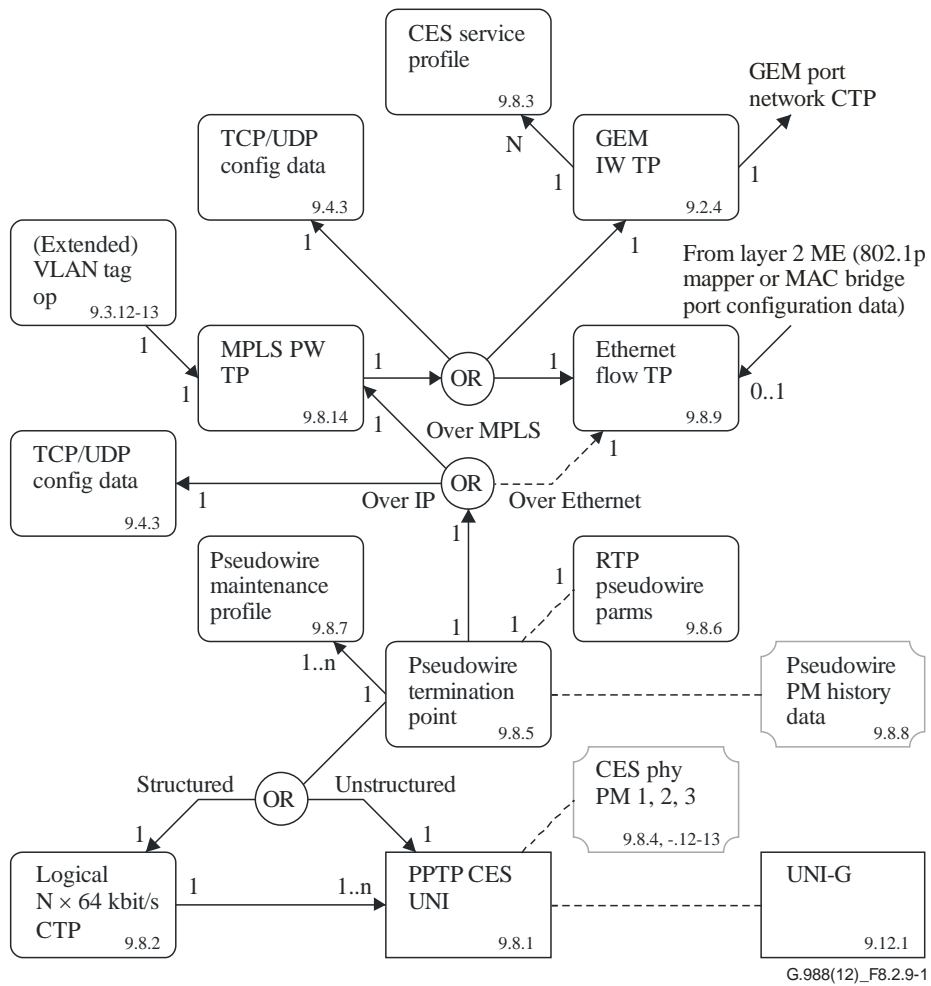 CES service
profile
9.8.3
GEM port
network CTP
N
1
GEM
IW TP
9.2.4
1
TCP/UDP
config data
9.4.3
1
1
(Extended)
VLAN tag
op
9.3.12-13
From layer 2 ME (802.1p
mapper or MAC bridge
port configuration data)
1
1
MPLS PW
TP
9.8.14
1
OR
1
Ethernet
flow TP
9.8.9
0..1
1
Over MPLS
1
TCP/UDP
config data
9.4.3
1
Over IP
OR
Over Ethernet
1
Pseudowire
maintenance
profile
9.8.7
1
RTP
pseudowire
parms
9.8.6
1
1
1..n
1
Pseudowire
termination
point
9.8.5
Pseudowire
PM history
data
9.8.8
Structured
OR
Unstructured
CES phy
PM 1, 2, 3
9.8.4, -.12-13
1
1
Logical
N × 64 kbit/s
CTP
9.8.2
1
1..n
PPTP CES
UNI
9.8.1
UNI-G
9.12.1
G.988(12)_F8.2.9-1